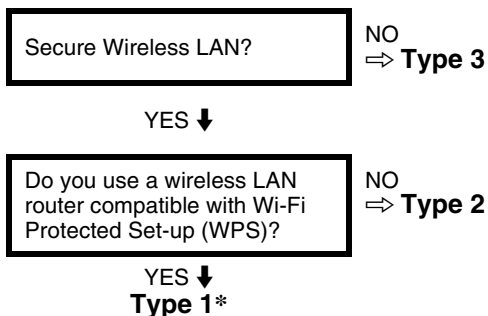 Secure Wireless LAN?
NO
⇨ Type 3
YES ⬇
Do you use a wireless LAN
router compatible with Wi-Fi
Protected Set-up (WPS)?
NO
⇨ Type 2
YES ⬇
Type 1*